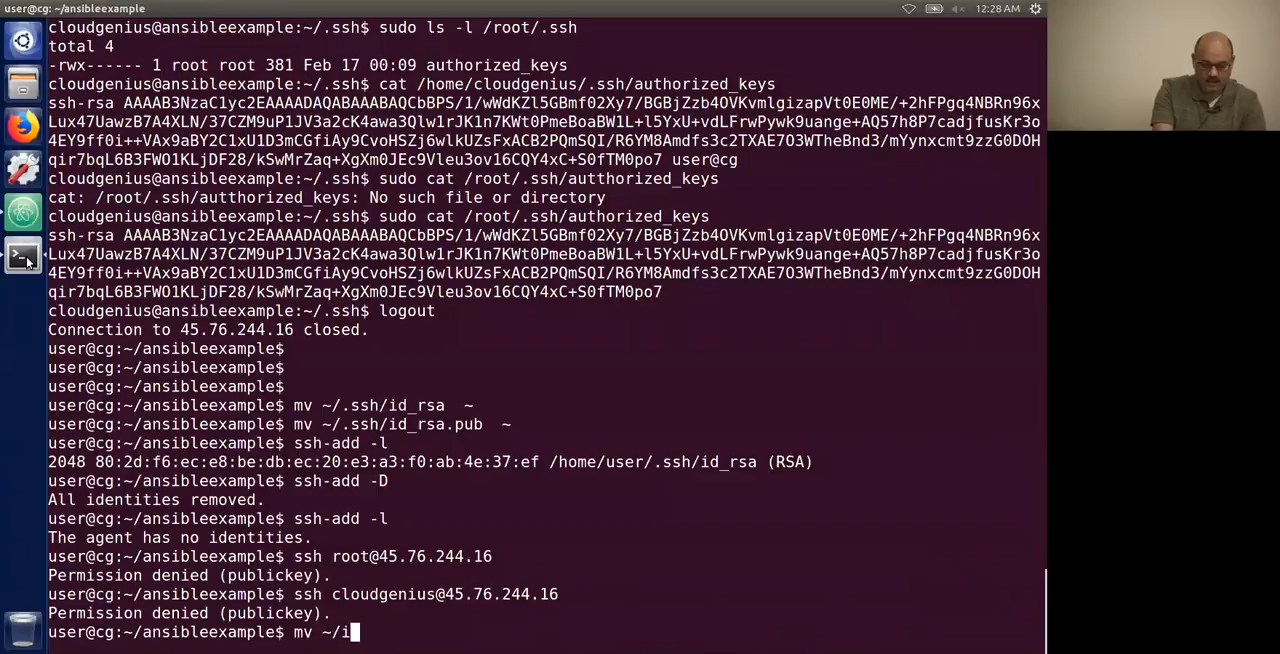 user@cg: ~/ansibleexample
12:28 AM
cloudgenius@ansibleexample:~/.ssh$ sudo ls -l /root/.ssh
total 4
-rwx------ 1 root root 381 Feb 17 00:09 authorized_keys
cloudgenius@ansibleexample:~/.ssh$ cat /home/cloudgenius/.ssh/authorized_keys
ssh-rsa AAAAB3NzaC1yc2EAAAADAQABAAABAQCbBPS/1/wWdKZl5GBmf02Xy7/BGBjZzb4OVKvmlgizapVt0E0ME/+2hFPgq4NBRn96x
Lux47UawzB7A4XLN/37CZM9uP1JV3a2cK4awa3Qlw1rJK1n7KWt0PmeBoaBW1L+l5YxU+vdLFrwPywk9uange+AQ57h8P7cadjfusKr3o
4EY9ff0i++VAx9aBY2C1xU1D3mCGfiAy9CvoHSZj6wlkUZsFxACB2PMTSQI/R6YM8Amdfs3c2TXAE7O3WTheBnd3/mYynxcmt9zzG0DOH
qir7bqL6B3FWO1KLjDF28/kSwMrZaq+XgXm0JEc9Vleu3ov16CQY4xC+S0fTM0po7 user@cg
cloudgenius@ansibleexample:~/.ssh$ sudo cat /root/.ssh/autthorized_keys
cat: /root/.ssh/autthorized_keys: No such file or directory
cloudgenius@ansibleexample:~/.ssh$ sudo cat /root/.ssh/authorized_keys
ssh-rsa AAAAB3NzaC1yc2EAAAADAQABAAABAQCbBPS/1/wWdKZl5GBmf02Xy7/BGBjZzb4OVKvmlgizapVt0E0ME/+2hFPgq4NBRn96x
Lux47UawzB7A4XLN/37CZM9uP1JV3a2cK4awa3Qlw1rJK1n7KWt0PmeBoaBW1L+l5YxU+vdLFrwPywk9uange+AQ57h8P7cadjfusKr3o
4EY9ff0i++VAx9aBY2C1xU1D3mCGfiAy9CvoHSZj6wlkUZsFxACB2PMTSQI/R6YM8Amdfs3c2TXAE7O3WTheBnd3/mYynxcmt9zzG0DOH
qir7bqL6B3FWO1KLjDF28/kSwMrZaq+XgXm0JEc9Vleu3ov16CQY4xC+S0fTM0po7
cloudgenius@ansibleexample:~/.ssh$ logout
Connection to 45.76.244.16 closed.
user@cg:~/ansibleexample$
user@cg:~/ansibleexample$
user@cg:~/ansibleexample$
user@cg:~/ansibleexample$ mv ~/.ssh/id_rsa  ~
user@cg:~/ansibleexample$ mv ~/.ssh/id_rsa.pub  ~
user@cg:~/ansibleexample$ ssh-add -l
2048 80:2d:f6:ec:e8:be:db:ec:20:e3:a3:f0:ab:4e:37:ef /home/user/.ssh/id_rsa (RSA)
user@cg:~/ansibleexample$ ssh-add -D
All identities removed.
user@cg:~/ansibleexample$ ssh-add -l
The agent has no identities.
user@cg:~/ansibleexample$ ssh root@45.76.244.16
Permission denied (publickey).
user@cg:~/ansibleexample$ ssh cloudgenius@45.76.244.16
Permission denied (publickey).
user@cg:~/ansibleexample$ mv ~/i